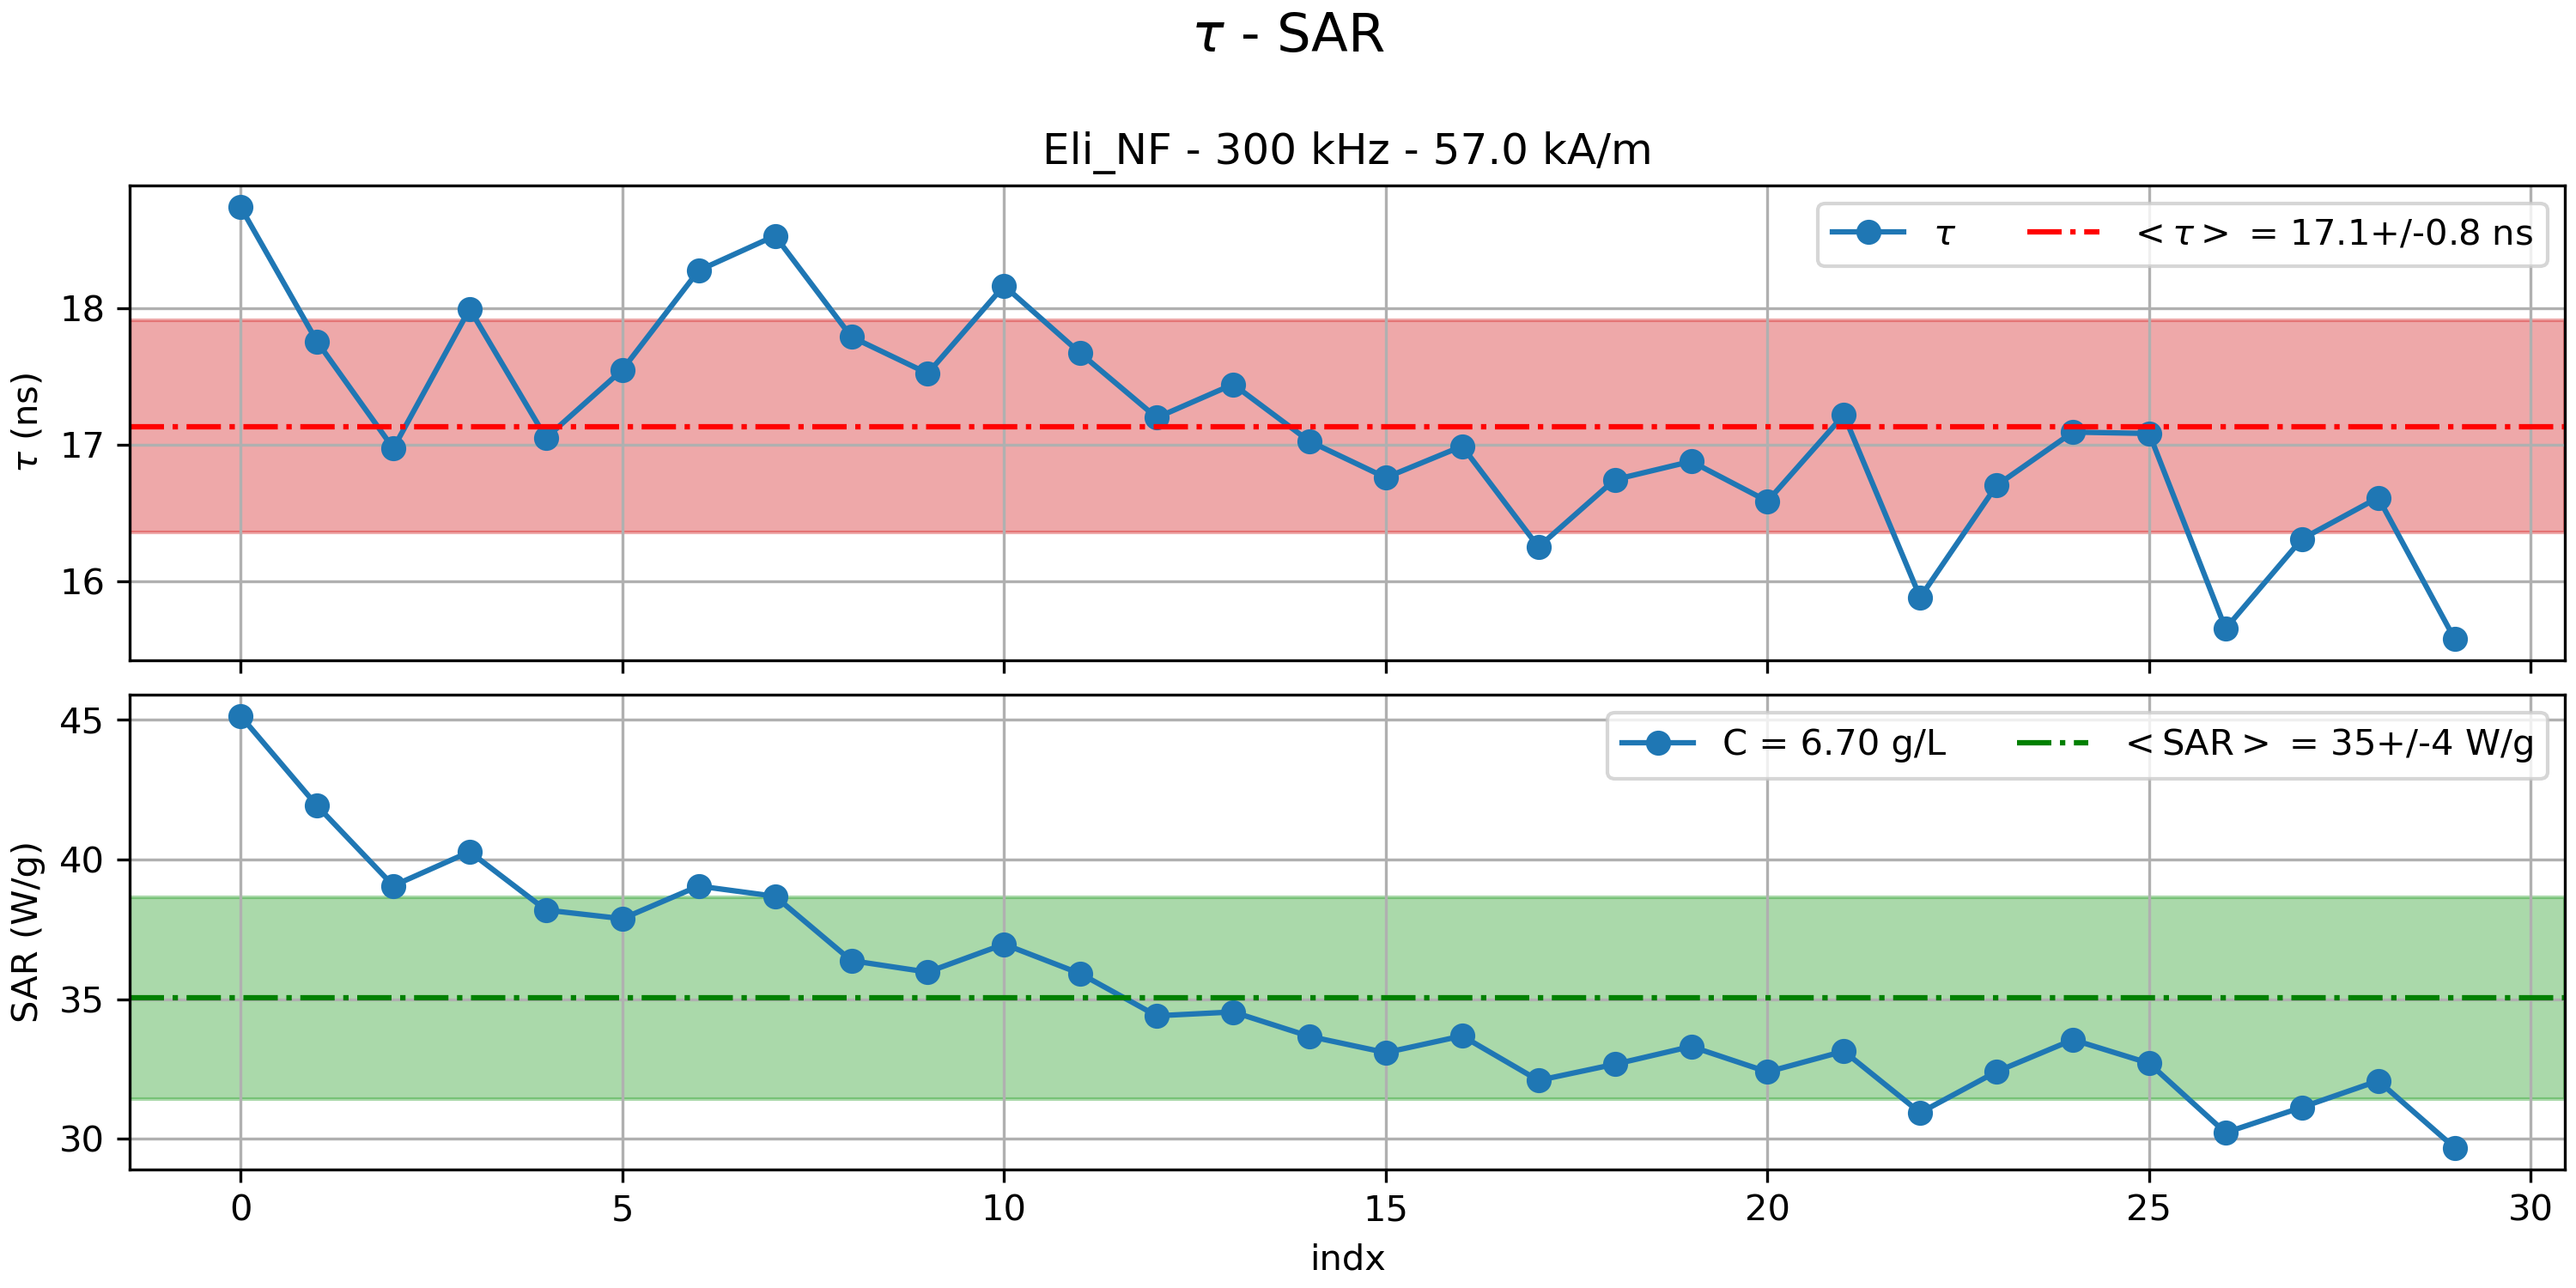 τ - SAR
Eli_NF - 300 kHz - 57.0 kA/m
τ (ns)
18
17
16
τ
<τ> = 17.1+/-0.8 ns
SAR (W/g)
45
40
35
30
C = 6.70 g/L
<SAR> = 35+/-4 W/g
0 5 10 15 20 25 30
indx